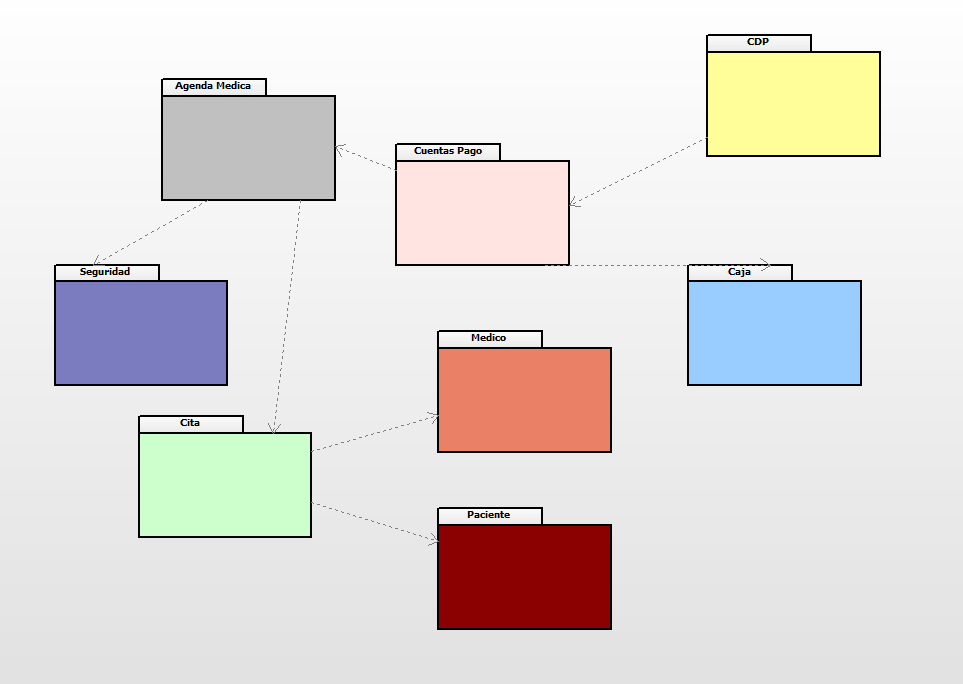 CDP
Agenda Medica
Cuentas Pago
Seguridad
Caja
Medico
Cita
Paciente